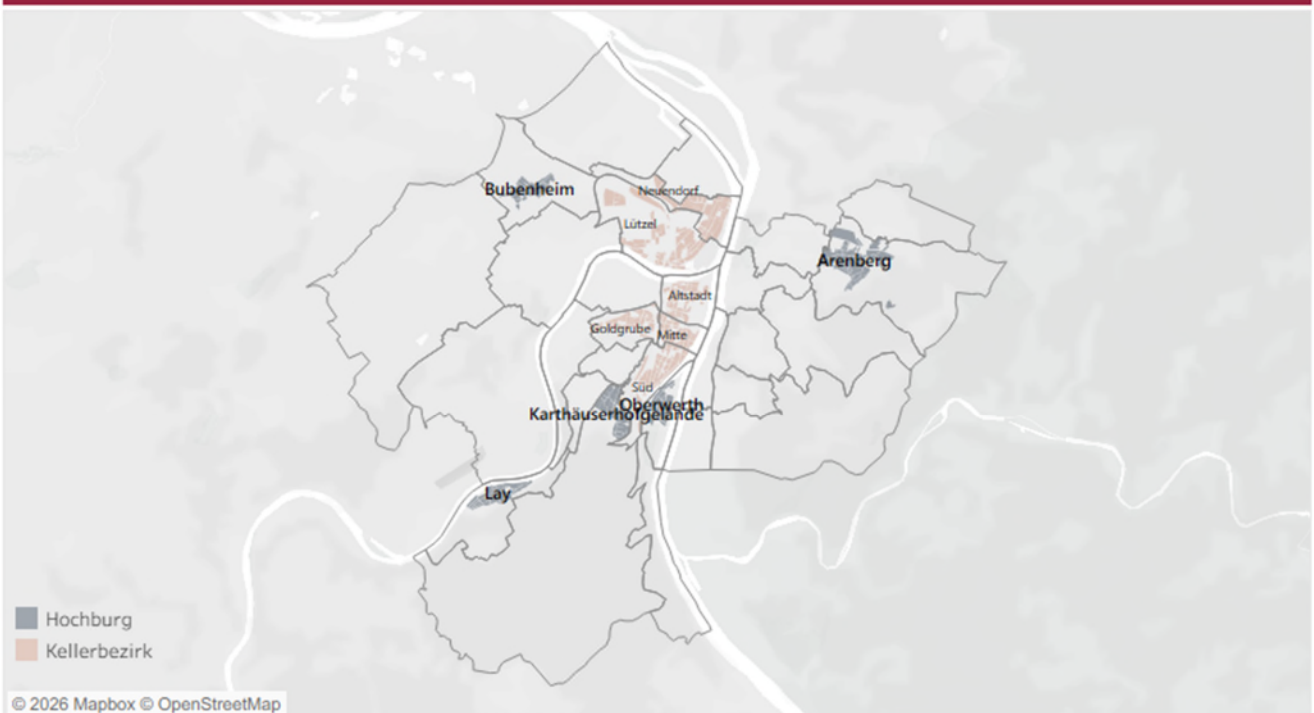 Neuendorf
Bubenheim
Lützel
Arenberg
Altstadt
Goldgrube
Mitte
Süd
Oberwerth
Karthäuserhofgelände
Lay
Hochburg
Kellerbezirk
© 2026 Mapbox © OpenStreetMap